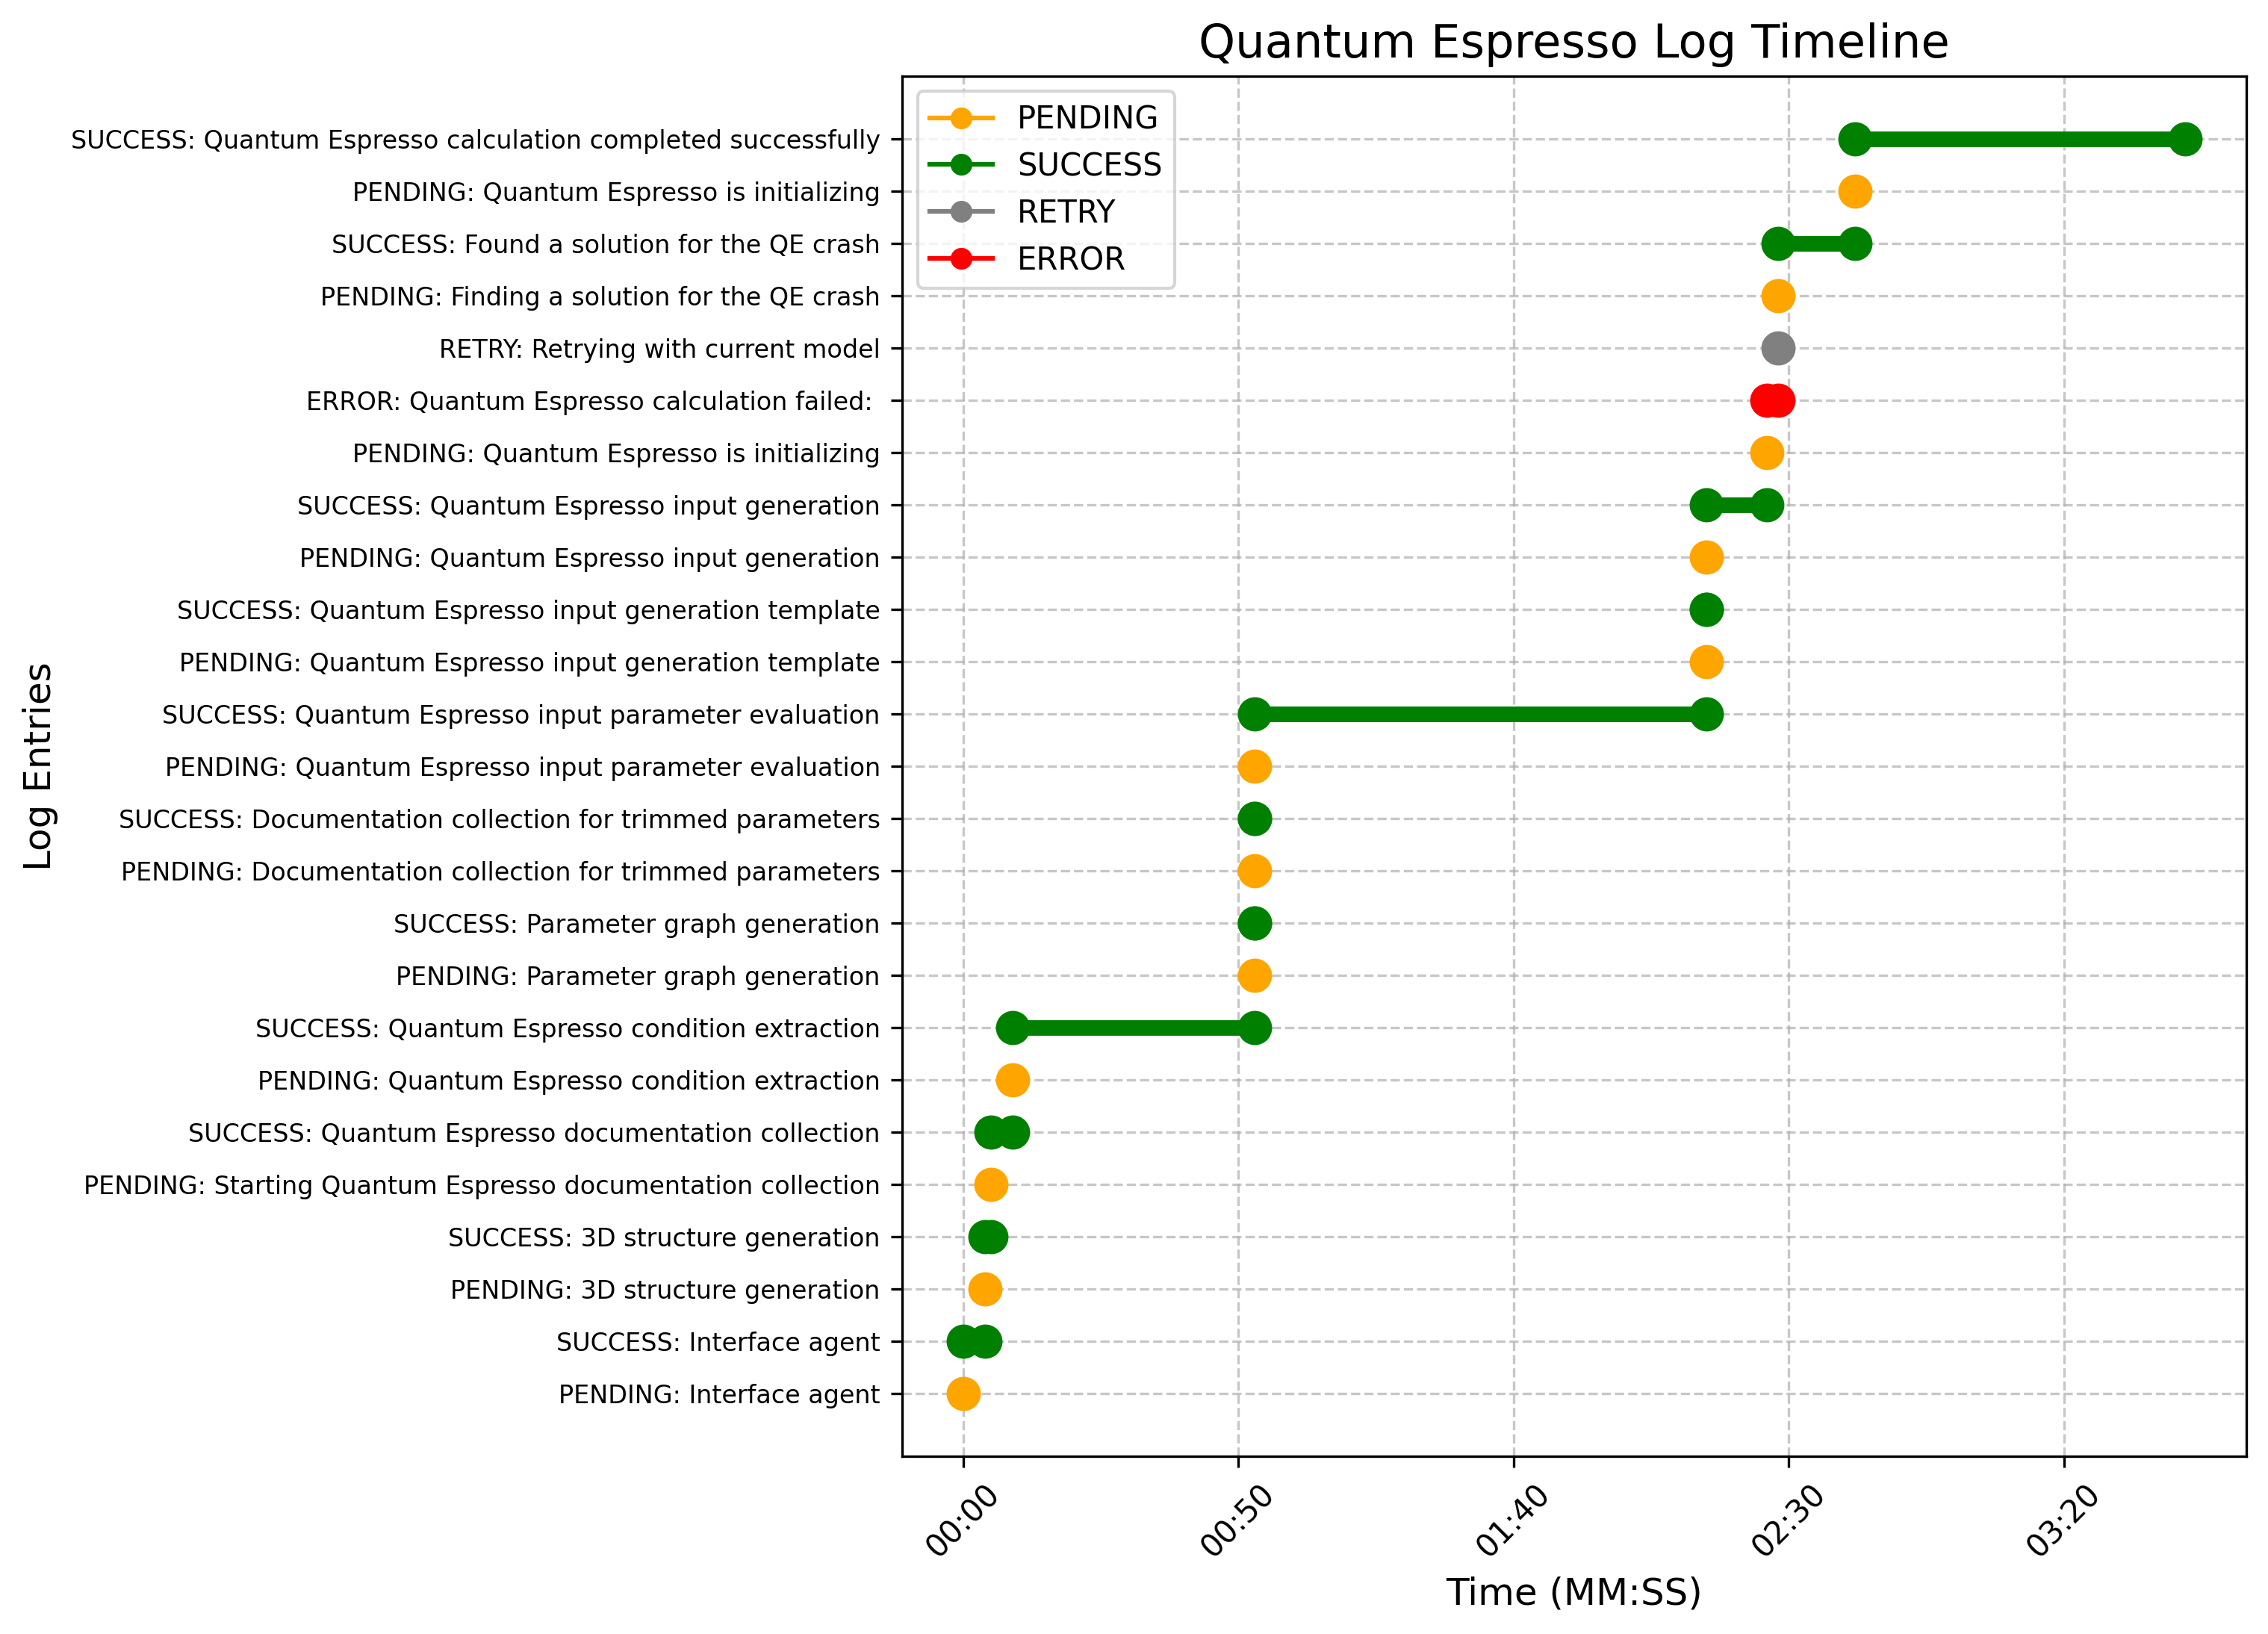 Quantum Espresso Log Timeline
PENDING
SUCCESS
RETRY
ERROR
SUCCESS: Quantum Espresso calculation completed successfully
PENDING: Quantum Espresso is initializing
SUCCESS: Found a solution for the QE crash
PENDING: Finding a solution for the QE crash
RETRY: Retrying with current model
ERROR: Quantum Espresso calculation failed:
PENDING: Quantum Espresso is initializing
SUCCESS: Quantum Espresso input generation
PENDING: Quantum Espresso input generation
SUCCESS: Quantum Espresso input generation template
PENDING: Quantum Espresso input generation template
SUCCESS: Quantum Espresso input parameter evaluation
PENDING: Quantum Espresso input parameter evaluation
SUCCESS: Documentation collection for trimmed parameters
PENDING: Documentation collection for trimmed parameters
SUCCESS: Parameter graph generation
PENDING: Parameter graph generation
SUCCESS: Quantum Espresso condition extraction
PENDING: Quantum Espresso condition extraction
SUCCESS: Quantum Espresso documentation collection
PENDING: Starting Quantum Espresso documentation collection
SUCCESS: 3D structure generation
PENDING: 3D structure generation
SUCCESS: Interface agent
PENDING: Interface agent
Log Entries
00:00
00:50
01:40
02:30
03:20
Time (MM:SS)